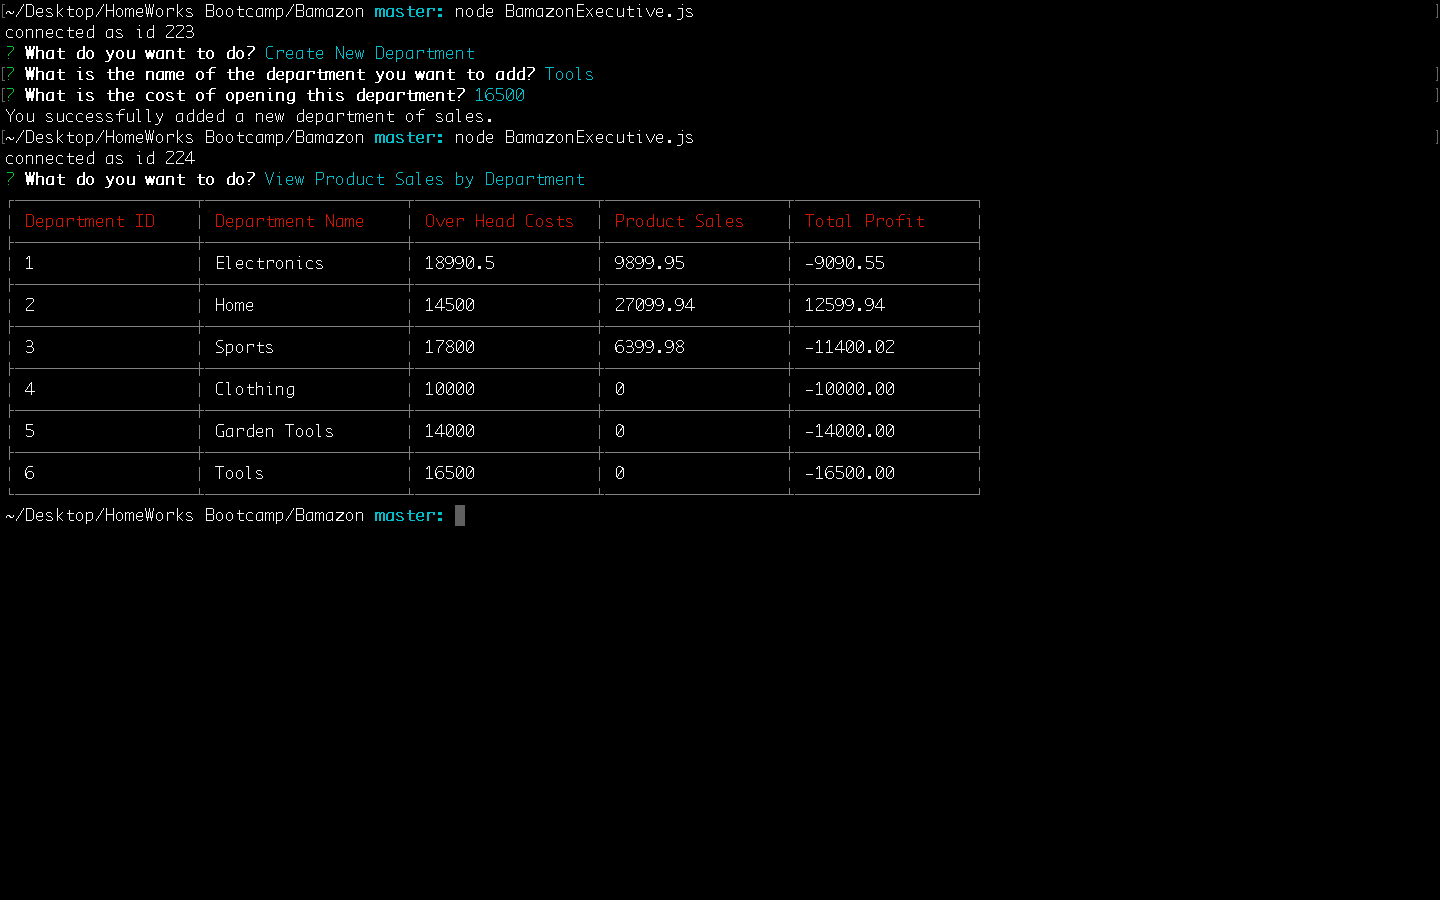 [~/Desktop/HomeWorks Bootcamp/Bamazon master: node BamazonExecutive.js ]
connected as id 223
? What do you want to do? Create New Department
[? What is the name of the department you want to add? Tools ]
[? What is the cost of opening this department? 16500 ]
You successfully added a new department of sales.
[~/Desktop/HomeWorks Bootcamp/Bamazon master: node BamazonExecutive.js ]
connected as id 224
? What do you want to do? View Product Sales by Department
Department ID Department Name Over Head Costs Product Sales Total Profit
1 Electronics 18990.5 9899.95 -9090.55
2 Home 14500 27099.94 12599.94
3 Sports 17800 6399.98 -11400.02
4 Clothing 10000 0 -10000.00
5 Garden Tools 14000 0 -14000.00
6 Tools 16500 0 -16500.00
~/Desktop/HomeWorks Bootcamp/Bamazon master: